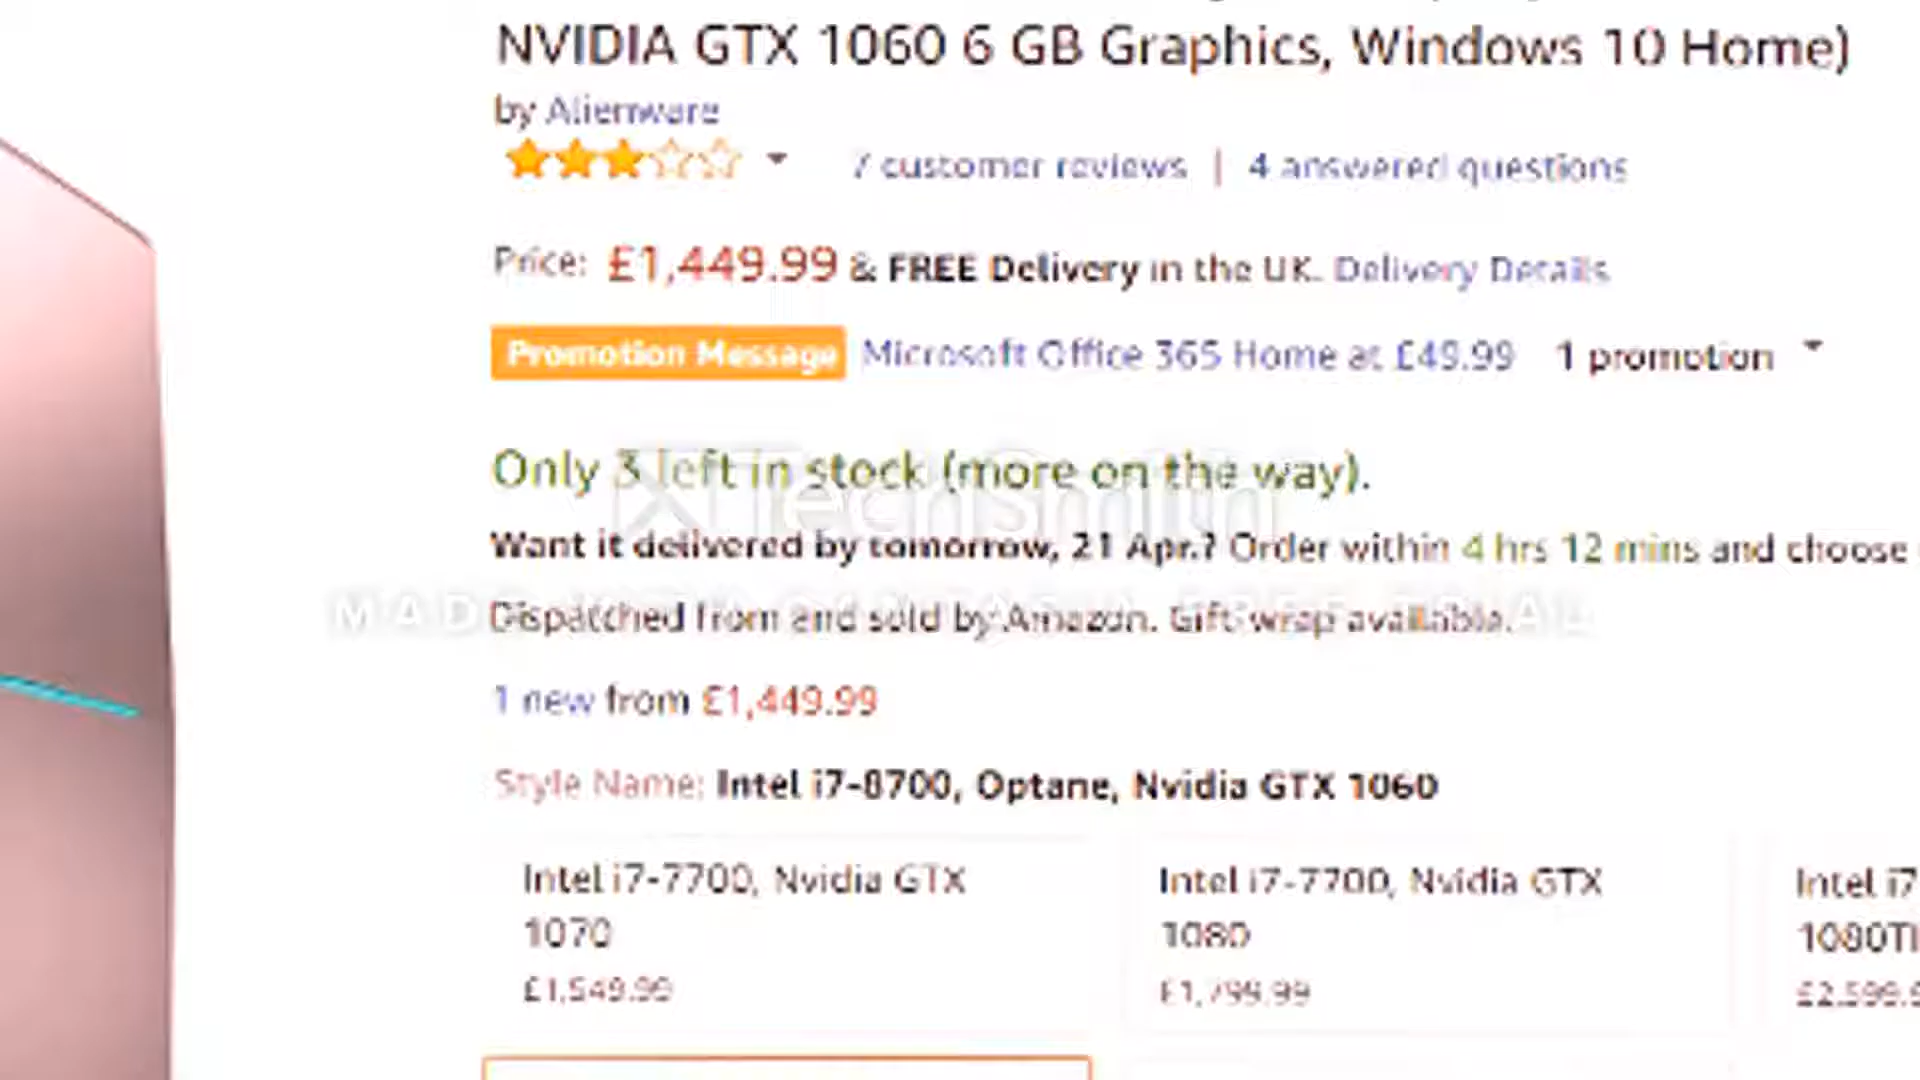 NVIDIA GTX 1060 6 GB Graphics, Windows 10 Home)
by Alienware
7 customer reviews | 4 answered questions
Price: £1,449.99 & FREE Delivery in the UK. Delivery Details
Promotion Message Microsoft Office 365 Home at £49.99 1 promotion
Only 3 left in stock (more on the way).
TechSmith
Want it delivered by tomorrow, 21 Apr.? Order within 4 hrs 12 mins and choose
Dispatched from and sold by Amazon. Gift-wrap available.
1 new from £1,449.99
Style Name: Intel i7-8700, Optane, Nvidia GTX 1060
Intel i7-7700, Nvidia GTX
1070
£1,549.99
Intel i7-7700, Nvidia GTX
1080
£1,799.99
Intel i7
1080TI